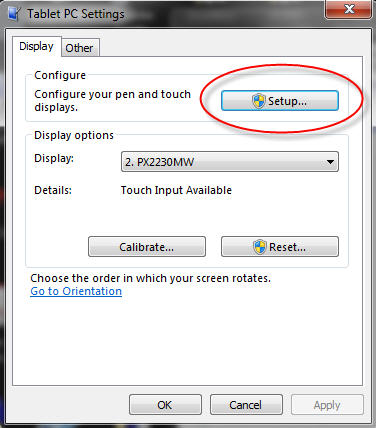 Tablet PC Settings
Display
Other
Configure
Configure your pen and touch
displays.
Setup...
Display options
Display:
2. PX2230MW
Details:
Touch Input Available
Calibrate...
Reset...
Choose the order in which your screen rotates.
Go to Orientation
OK
Cancel
Apply